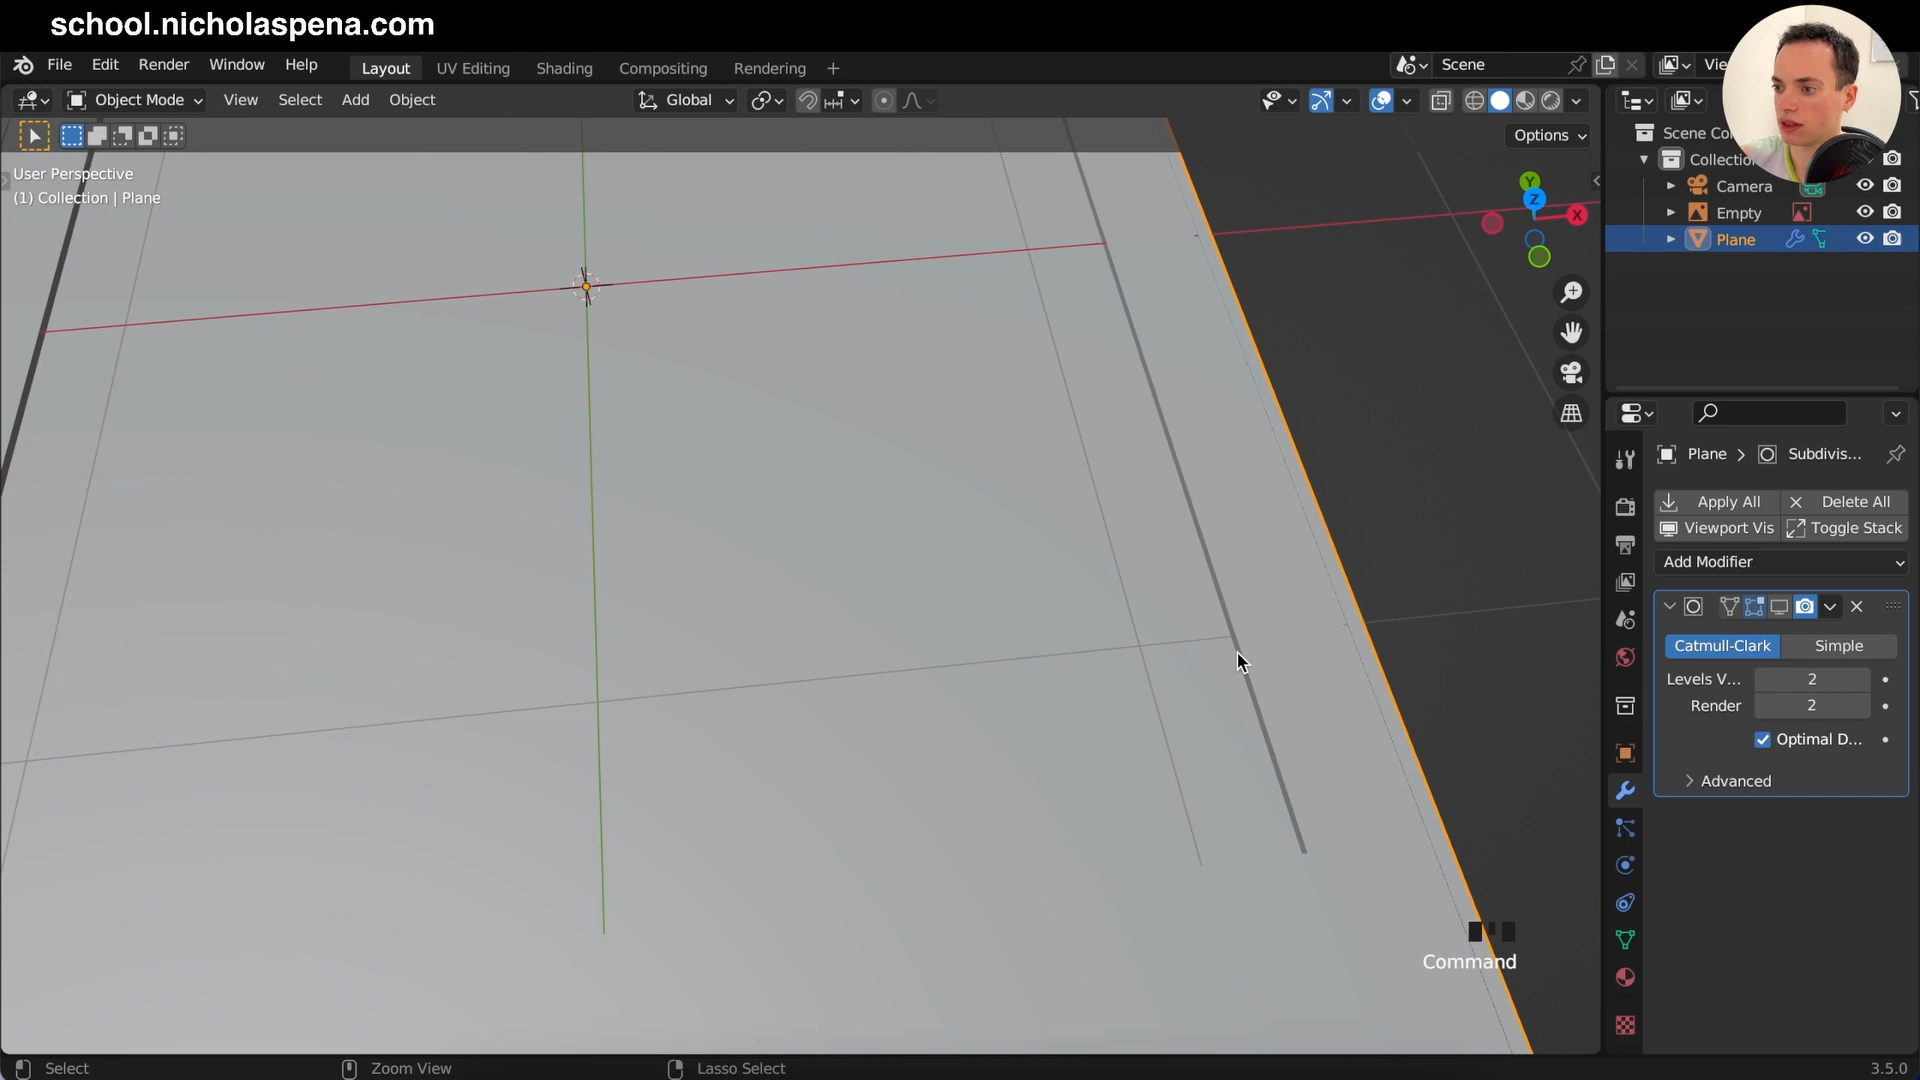 school.nicholaspena.com
File Edit Render Window Help Layout UV Editing Shading Compositing Rendering + Scene
Object Mode View Select Add Object Global
Options
User Perspective
(1) Collection | Plane
Y
Z
X
Camera
Empty
Plane
Plane > Subdivis...
Apply All Delete All
Viewport Vis Toggle Stack
Add Modifier
Catmull-Clark Simple
Levels V... 2
Render 2
Optimal D...
Advanced
Command
Select Zoom View Lasso Select 3.5.0